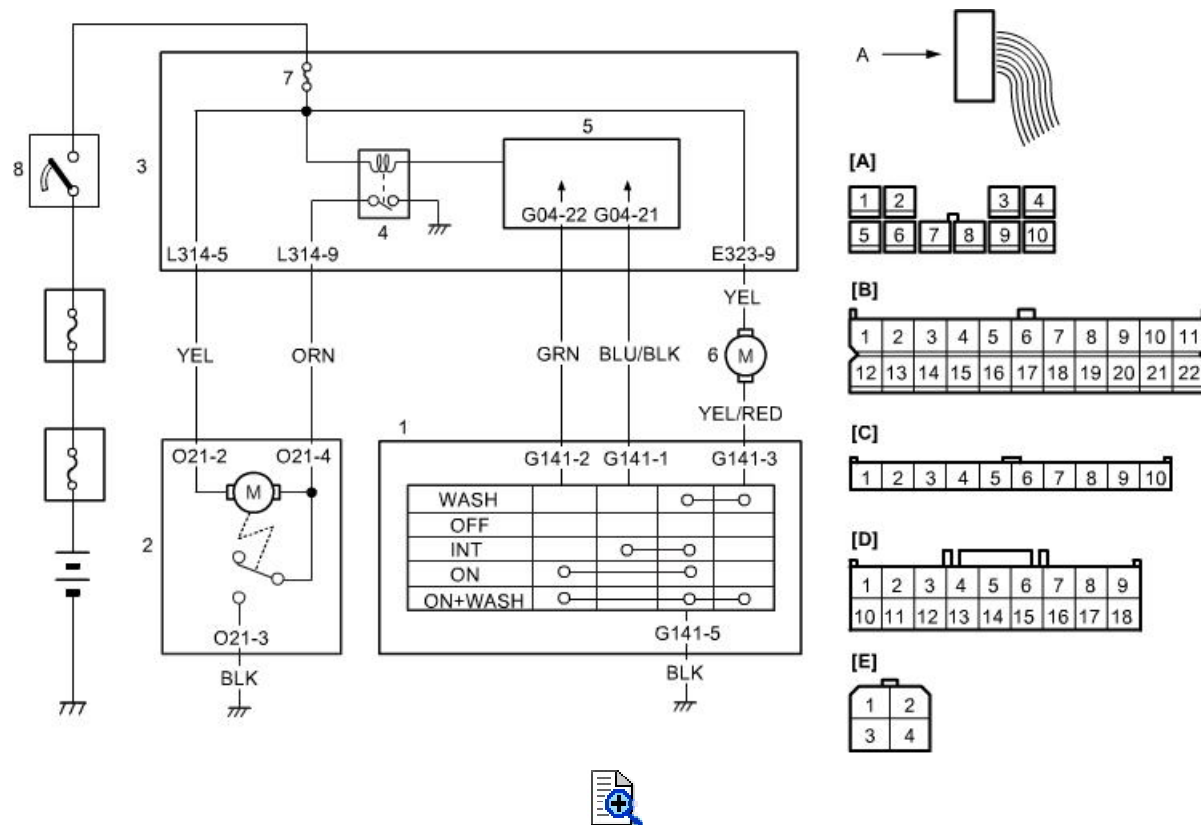 A
7
5
8
3
G04-22 G04-21
4
L314-5 L314-9 E323-9
YEL
YEL ORN GRN BLU/BLK 6 M
YEL/RED
1
O21-2 O21-4 G141-2 G141-1 G141-3
M
2
WASH
OFF
INT
ON
ON+WASH
O21-3 G141-5
BLK BLK
[A]
1 2 3 4
5 6 7 8 9 10
[B]
1 2 3 4 5 6 7 8 9 10 11
12 13 14 15 16 17 18 19 20 21 22
[C]
1 2 3 4 5 6 7 8 9 10
[D]
1 2 3 4 5 6 7 8 9
10 11 12 13 14 15 16 17 18
[E]
1 2
3 4